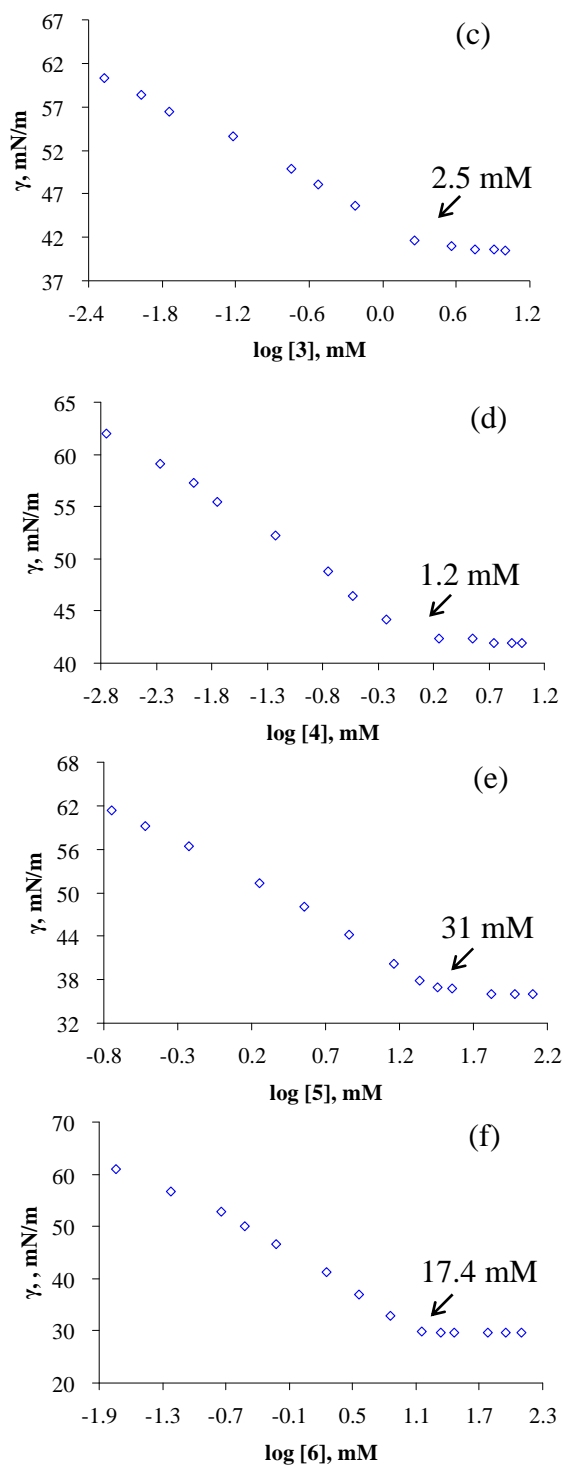 (c)
67
62
57
52
47
42
37
γ, mN/m
2.5 mM
-2.4 -1.8 -1.2 -0.6 0.0 0.6 1.2
log [3], mM
(d)
65
60
55
50
45
40
γ, mN/m
1.2 mM
-2.8 -2.3 -1.8 -1.3 -0.8 -0.3 0.2 0.7 1.2
log [4], mM
(e)
68
62
56
50
44
38
32
γ, mN/m
31 mM
-0.8 -0.3 0.2 0.7 1.2 1.7 2.2
log [5], mM
(f)
70
60
50
40
30
20
γ, , mN/m
17.4 mM
-1.9 -1.3 -0.7 -0.1 0.5 1.1 1.7 2.3
log [6], mM